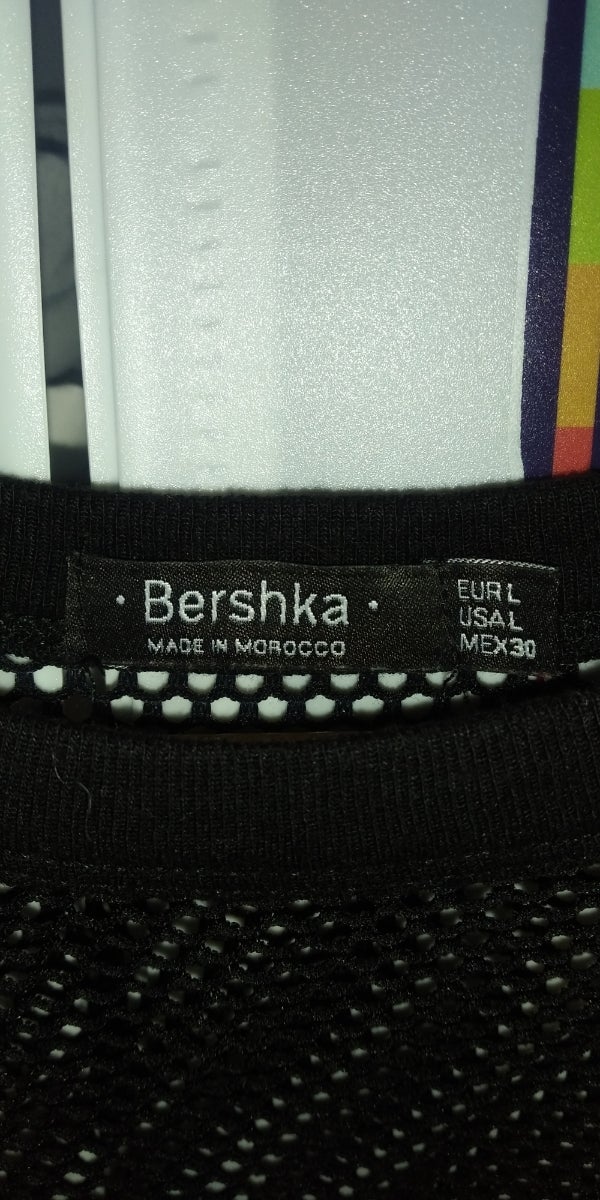 · Bershka ·
MADE IN MOROCCO
EUR L
USA L
MEX 30